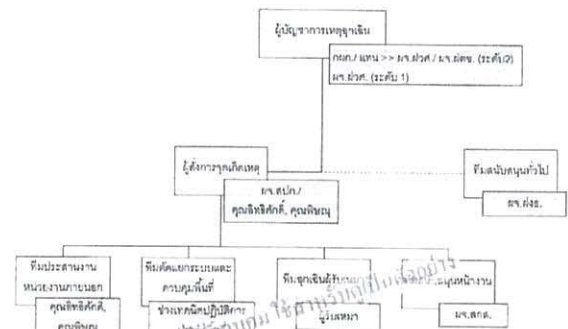 ผู้บัญชาการเหตุฉุกเฉิน
กผก./ แทน >> ผจ.ฝวศ./ ผจ.ฝตข. (ระดับ2)
ผจ.ฝวศ. (ระดับ 1)
ผู้สั่งการจุดเกิดเหตุ
ทีมสนับสนุนทั่วไป
ผจ.สปก./
คุณอิทธิศักดิ์, คุณพิษณุ
ผจ.ฝงธ.
ทีมประสานงาน
หน่วยงานภายนอก
ทีมตัดแยกระบบและ
ควบคุมพื้นที่
ทีมฉุกเฉิน
หน้างาน
คุณอิทธิศักดิ์,
คุณพิษณุ
ช่างเทคนิคปฏิบัติการ
ผู้รับเหมา
ผจ.สกด.